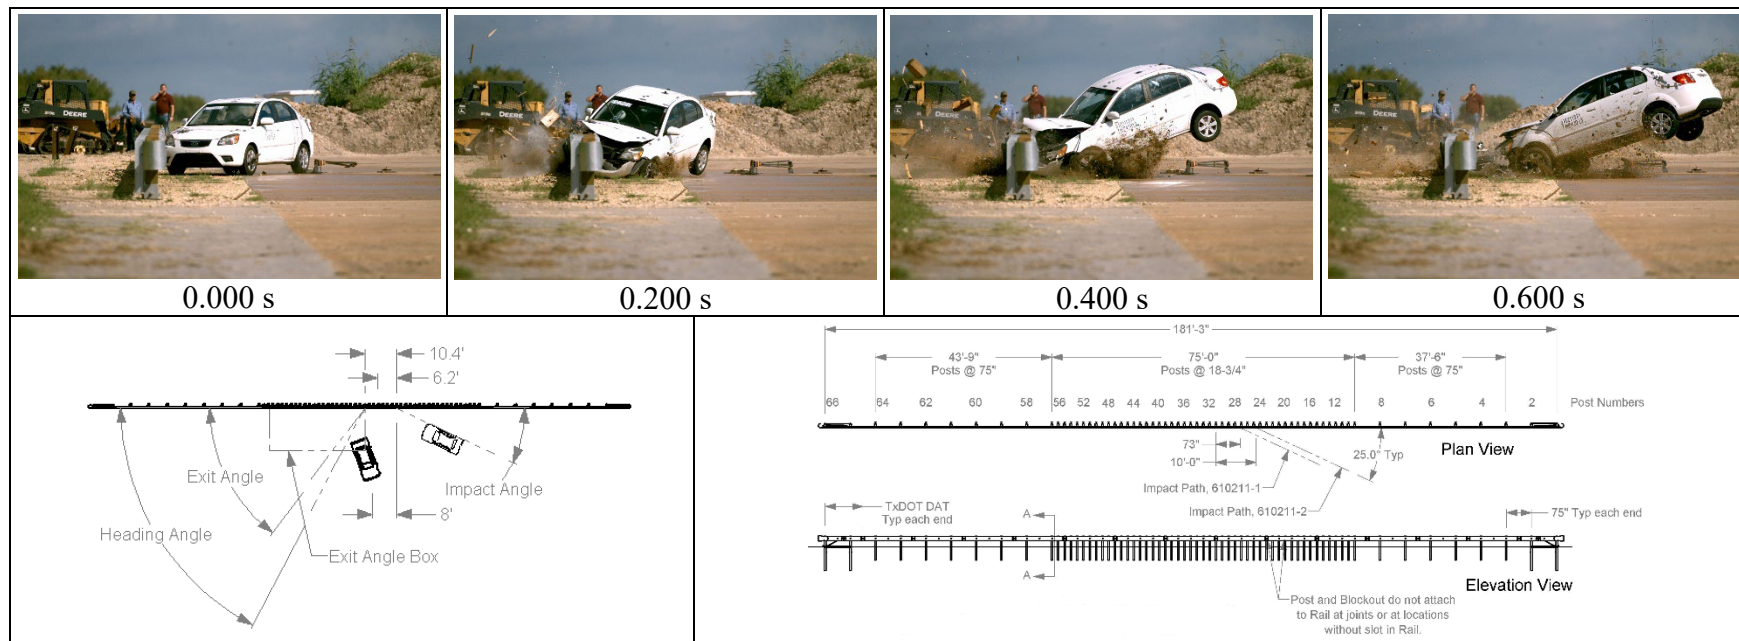 DEERE
DEERE
DEERE
DEERE
0.000 s
0.200 s
0.400 s
0.600 s
10.4'
6.2'
Exit Angle
Impact Angle
8'
Heading Angle
Exit Angle Box
181'-3"
43'-9"
75'-0"
37'-6"
Posts @ 75"
Posts @ 18-3/4"
Posts @ 75"
66 64 62 60 58 56 52 48 44 40 36 32 28 24 20 16 12 8 6 4 2 Post Numbers
73"
Plan View
10'-0"
25.0° Typ
Impact Path, 610211-1
Impact Path, 610211-2
TxDOT DAT
Typ each end
A
75" Typ each end
A
Elevation View
Post and Blockout do not attach
to Rail at joints or at locations
without slot in Rail.